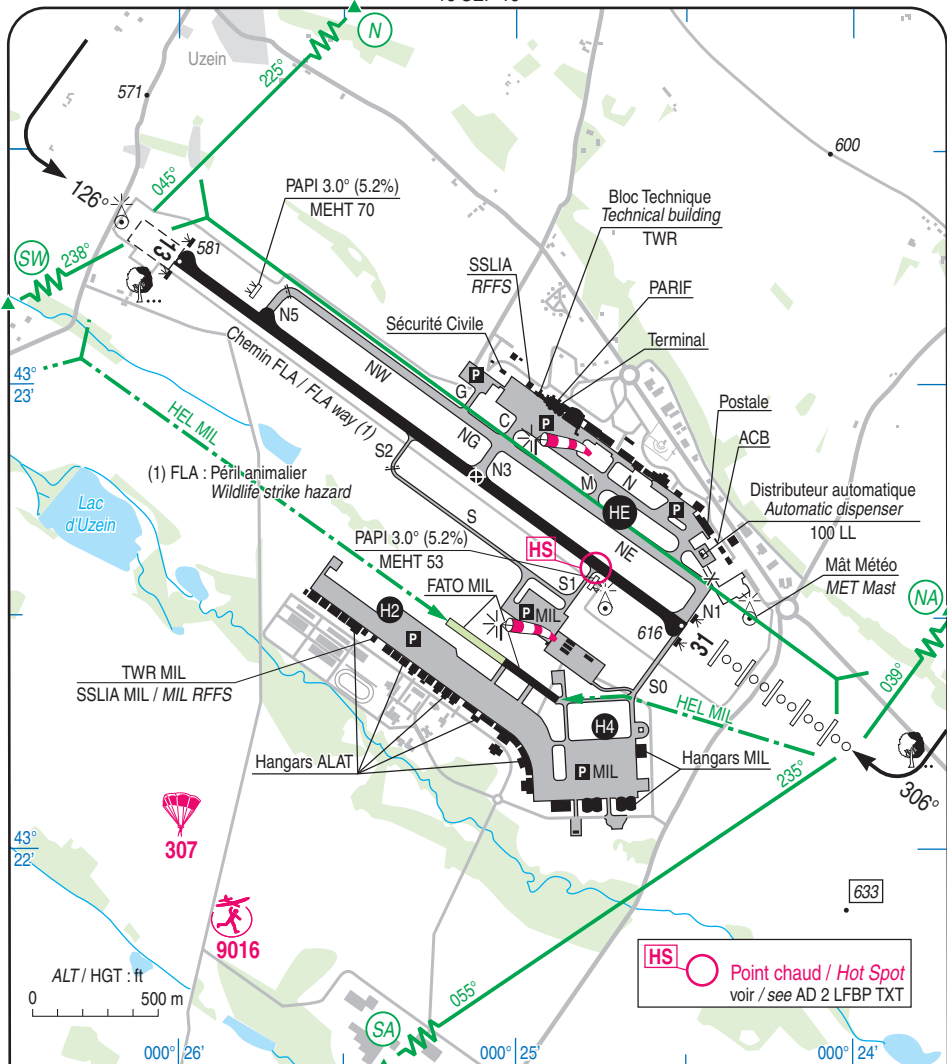 N
Uzein
225°
571
600
045°
126°
PAPI 3.0° (5.2%)
MEHT 70
Bloc Technique
Technical building
TWR
SW
238°
13
581
SSLIA
RFFS
PARIF
N5
Sécurité Civile
Terminal
Chemin FLA / FLA way (1)
NW
P
G
C
P
43°
23'
HEL MIL
Postale
ACB
S2
NG
N3
M
N
(1) FLA : Péril animalier
Wildlife strike hazard
Distributeur automatique
Automatic dispenser
100 LL
Lac
d'Uzein
S
HE
P
PAPI 3.0° (5.2%)
MEHT 53
HS
NE
Mât Météo
MET Mast
FATO MIL
S1
NA
H2
P MIL
N1
616
31
P
039°
TWR MIL
SSLIA MIL / MIL RFFS
S0
HEL MIL
H4
Hangars ALAT
P MIL
Hangars MIL
235°
306°
43°
22'
307
633
9016
HS
Point chaud / Hot Spot
voir / see AD 2 LFBP TXT
ALT / HGT : ft
0 500 m
055°
SA
000° 26'
000° 25'
000° 24'